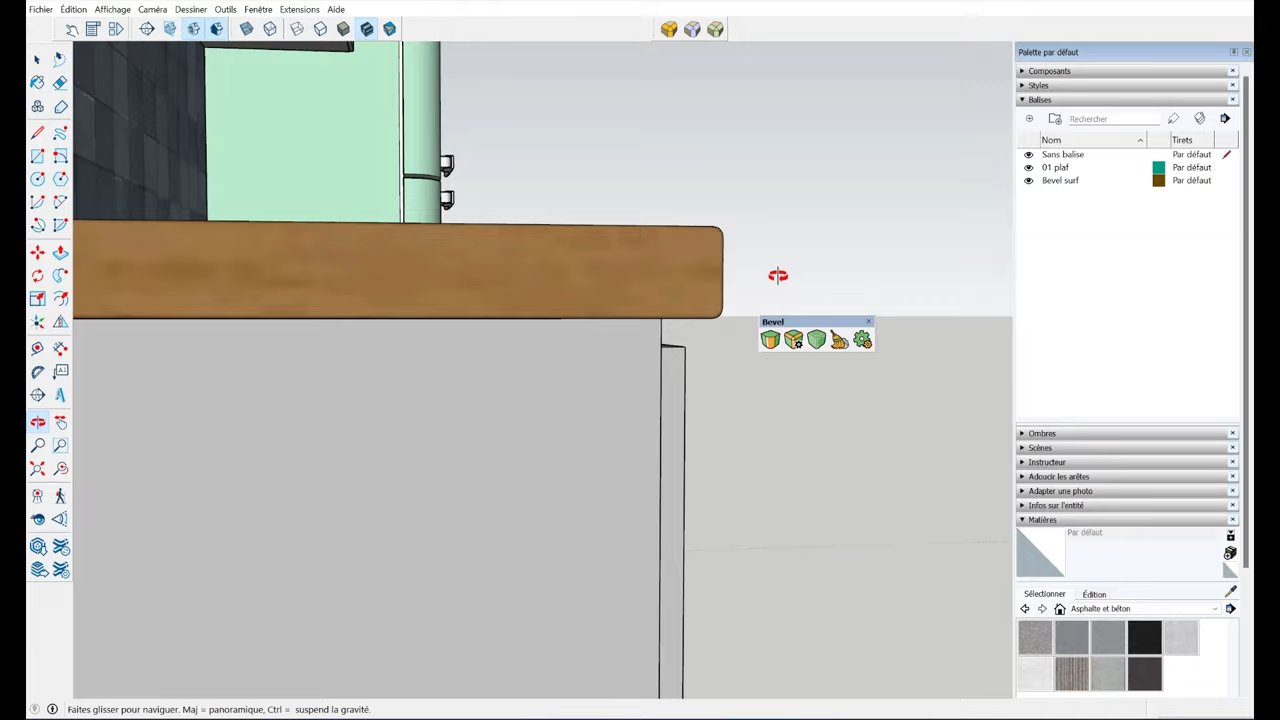 Fichier Édition Affichage Caméra Dessiner Outils Fenêtre Extensions Aide
Palette par défaut
Composants
Styles
Balises
Rechercher
Nom Tirets
Sans balise Par défaut
01 plaf Par défaut
Bevel surf Par défaut
Bevel
Ombres
Scènes
Instructeur
Adoucir les arêtes
Adapter une photo
Infos sur l'entité
Matières
Par défaut
Sélectionner Édition
Asphalte et béton
Faites glisser pour naviguer. Maj = panoramique, Ctrl = suspend la gravité.